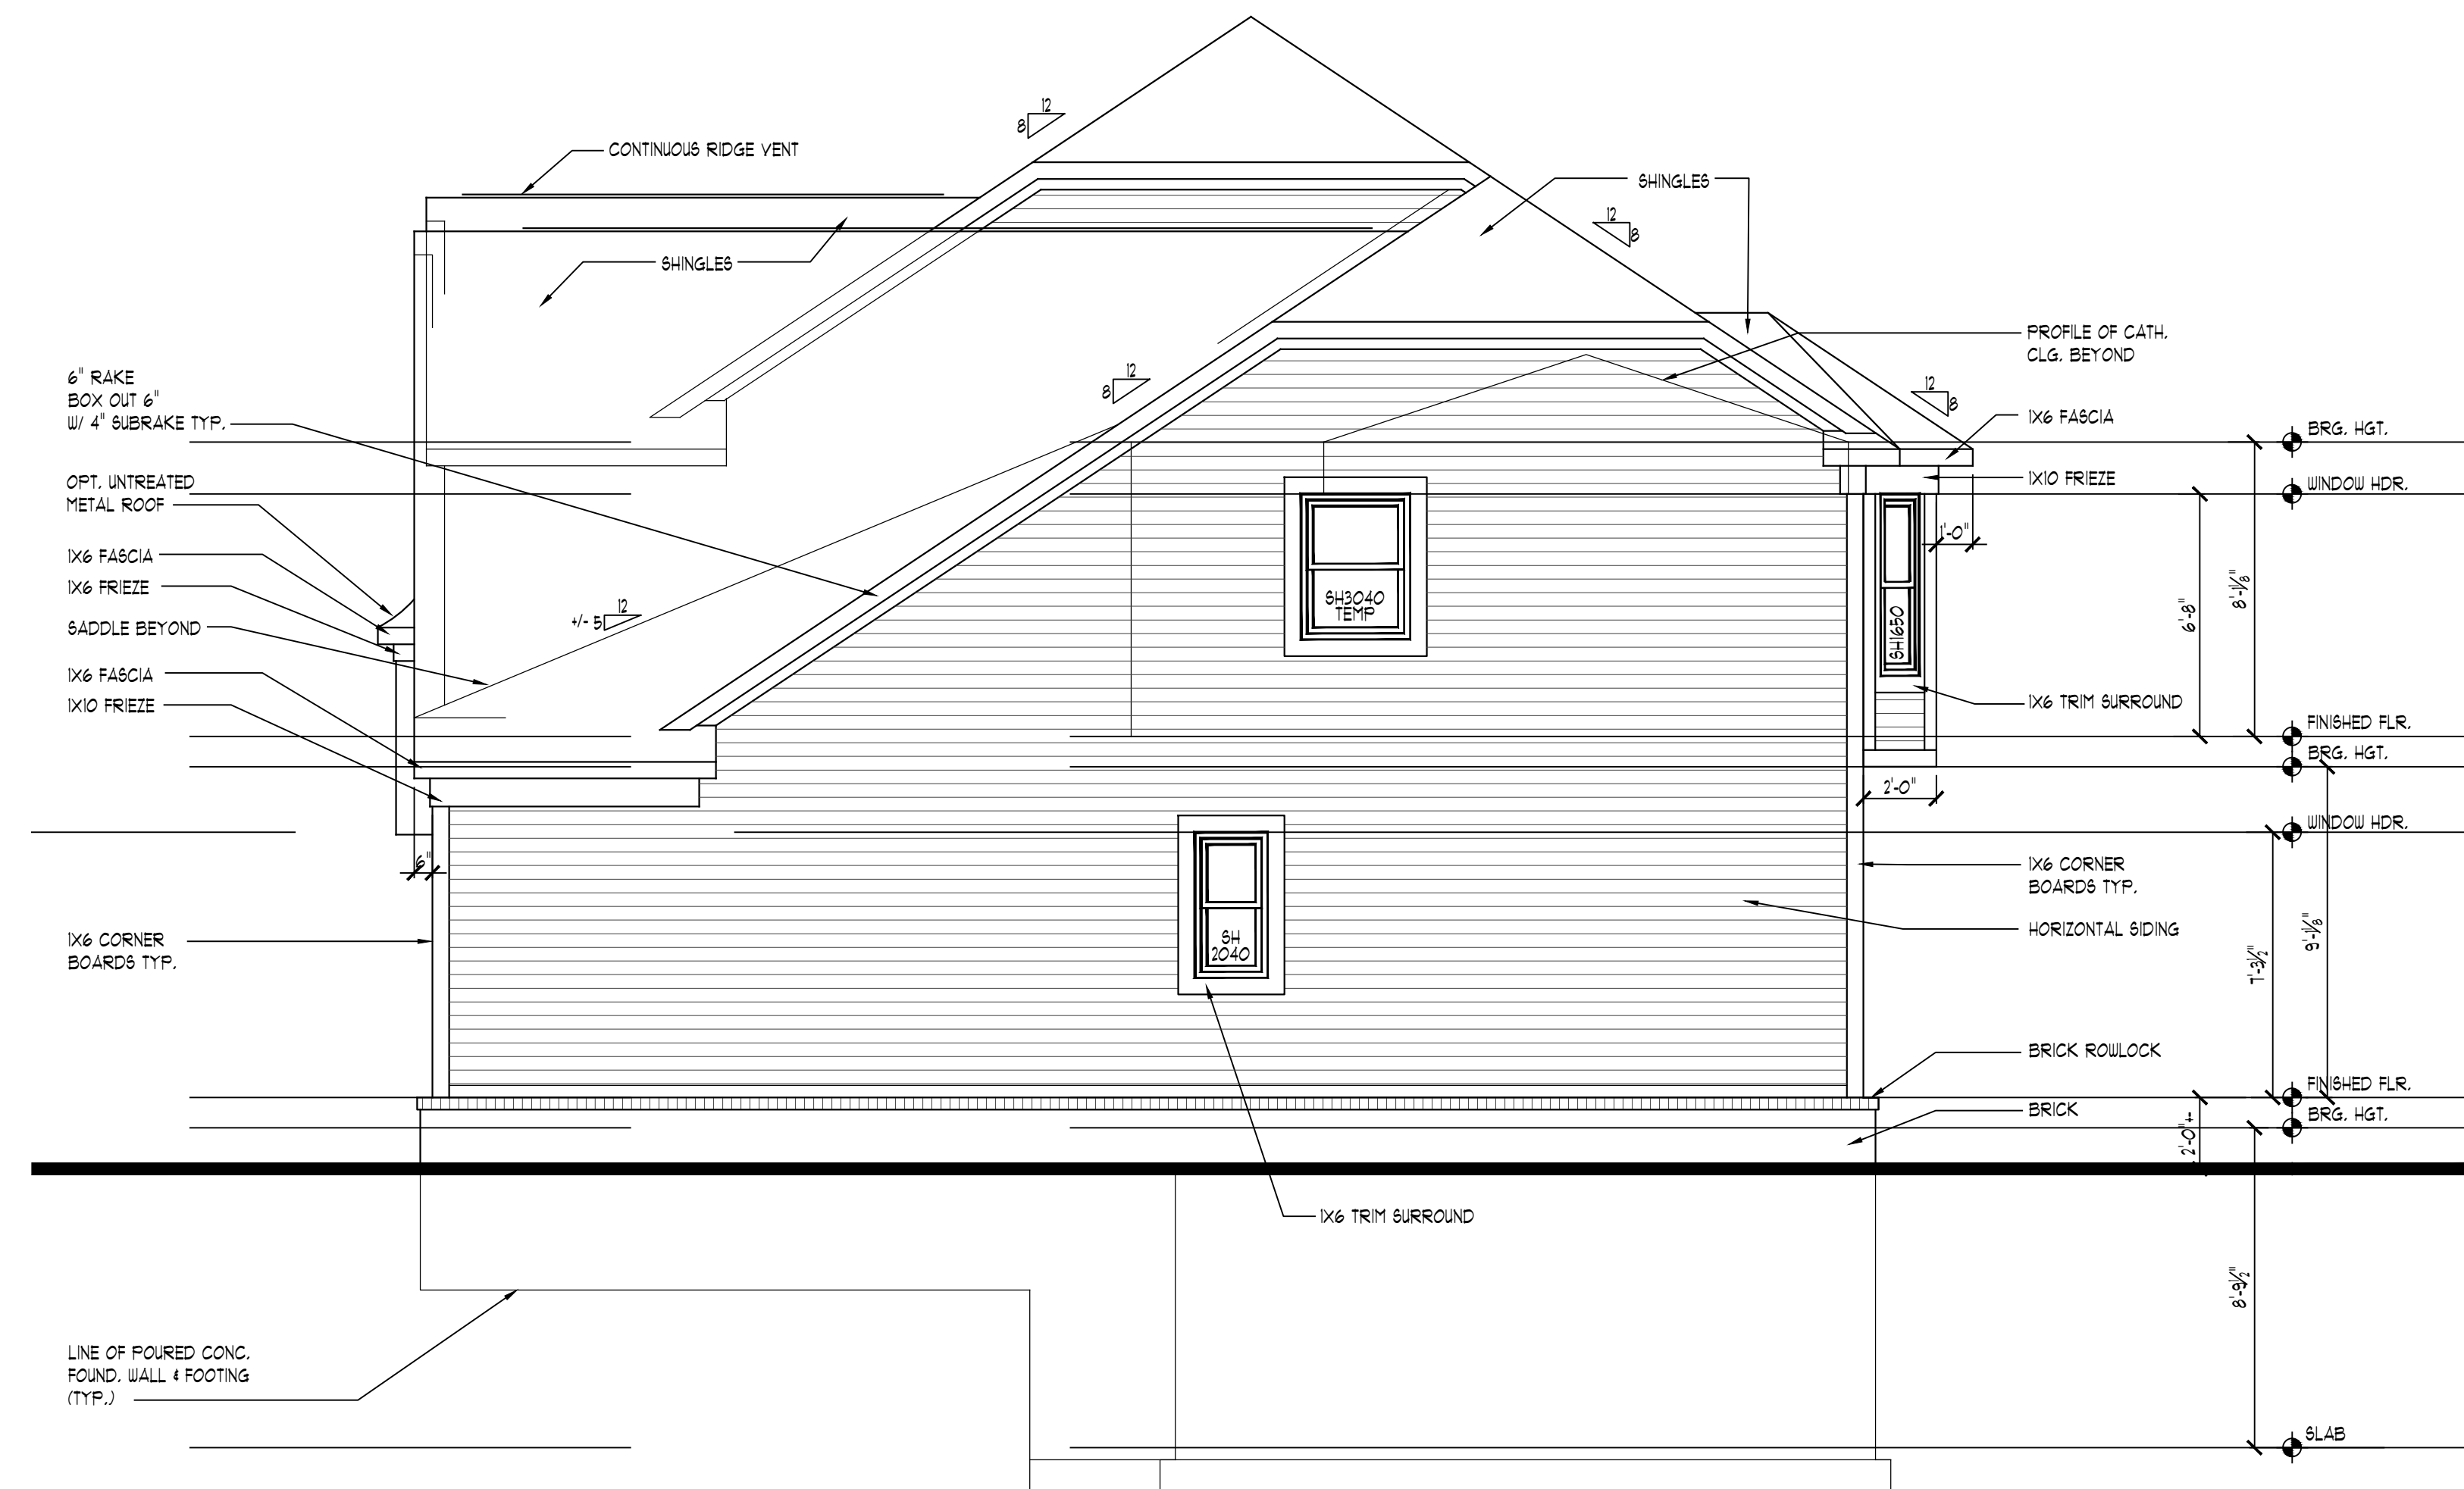 12
8
CONTINUOUS RIDGE VENT
SHINGLES
12
8
SHINGLES
PROFILE OF CATH.
CLG. BEYOND
6" RAKE
BOX OUT 6"
W/ 4" SUBRAKE TYP.
12
8
12
8
1X6 FASCIA
BRG. HGT.
OPT. UNTREATED
METAL ROOF
1X10 FRIEZE
WINDOW HDR.
1'-0"
1X6 FASCIA
1X6 FRIEZE
SADDLE BEYOND
12
+/- 5
SH3040
TEMP
SH1650
6'-8"
8'-1⅛"
1X6 FASCIA
1X10 FRIEZE
1X6 TRIM SURROUND
FINISHED FLR.
BRG. HGT.
2'-0"
WINDOW HDR.
6"
1X6 CORNER
BOARDS TYP.
HORIZONTAL SIDING
1X6 CORNER
BOARDS TYP.
SH
2040
7'-3½"
9'-1⅛"
BRICK ROWLOCK
FINISHED FLR.
BRICK
BRG. HGT.
2'-0"+-
1X6 TRIM SURROUND
8'-9½"
LINE OF POURED CONC.
FOUND. WALL & FOOTING
(TYP.)
SLAB